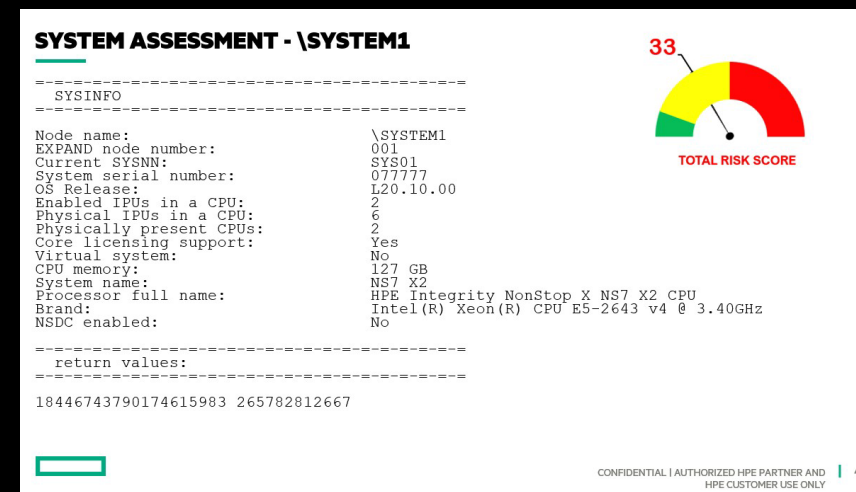 SYSTEM ASSESSMENT - \SYSTEM1
33
=-=-=-=-=-=-=-=-=-=-=-=-=-=-=-=-=-=-=-=-=-=-=
SYSINFO
=-=-=-=-=-=-=-=-=-=-=-=-=-=-=-=-=-=-=-=-=-=-=
Node name: \SYSTEM1
EXPAND node number: 001
Current SYSNN: SYS01
System serial number: 077777
OS Release: L20.10.00
Enabled IPUs in a CPU: 2
Physical IPUs in a CPU: 6
Physically present CPUs: 2
Core licensing support: Yes
Virtual system: No
CPU memory: 127 GB
System name: NS7 X2
Processor full name: HPE Integrity NonStop X NS7 X2 CPU
Brand: Intel(R) Xeon(R) CPU E5-2643 v4 @ 3.40GHz
NSDC enabled: No
TOTAL RISK SCORE
=-=-=-=-=-=-=-=-=-=-=-=-=-=-=-=-=-=-=-=-=-=-=
return values:
=-=-=-=-=-=-=-=-=-=-=-=-=-=-=-=-=-=-=-=-=-=-=
18446743790174615983 265782812667
CONFIDENTIAL | AUTHORIZED HPE PARTNER AND
HPE CUSTOMER USE ONLY